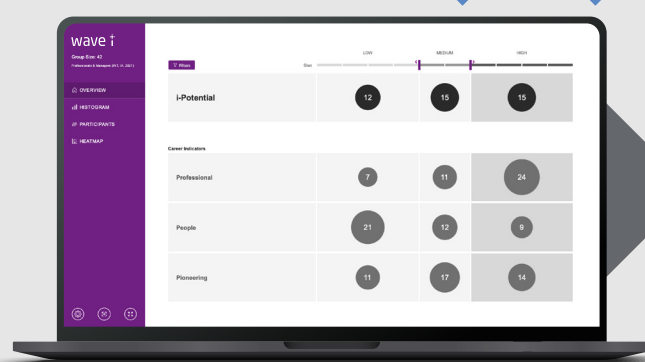 wave i
Group Size: 42
OVERVIEW
HISTOGRAM
PARTICIPANTS
HEATMAP
Filters
LOW MEDIUM HIGH
i-Potential 12 15 15
Career Indicators
Professional 7 11 24
People 21 12 9
Pioneering 11 17 14